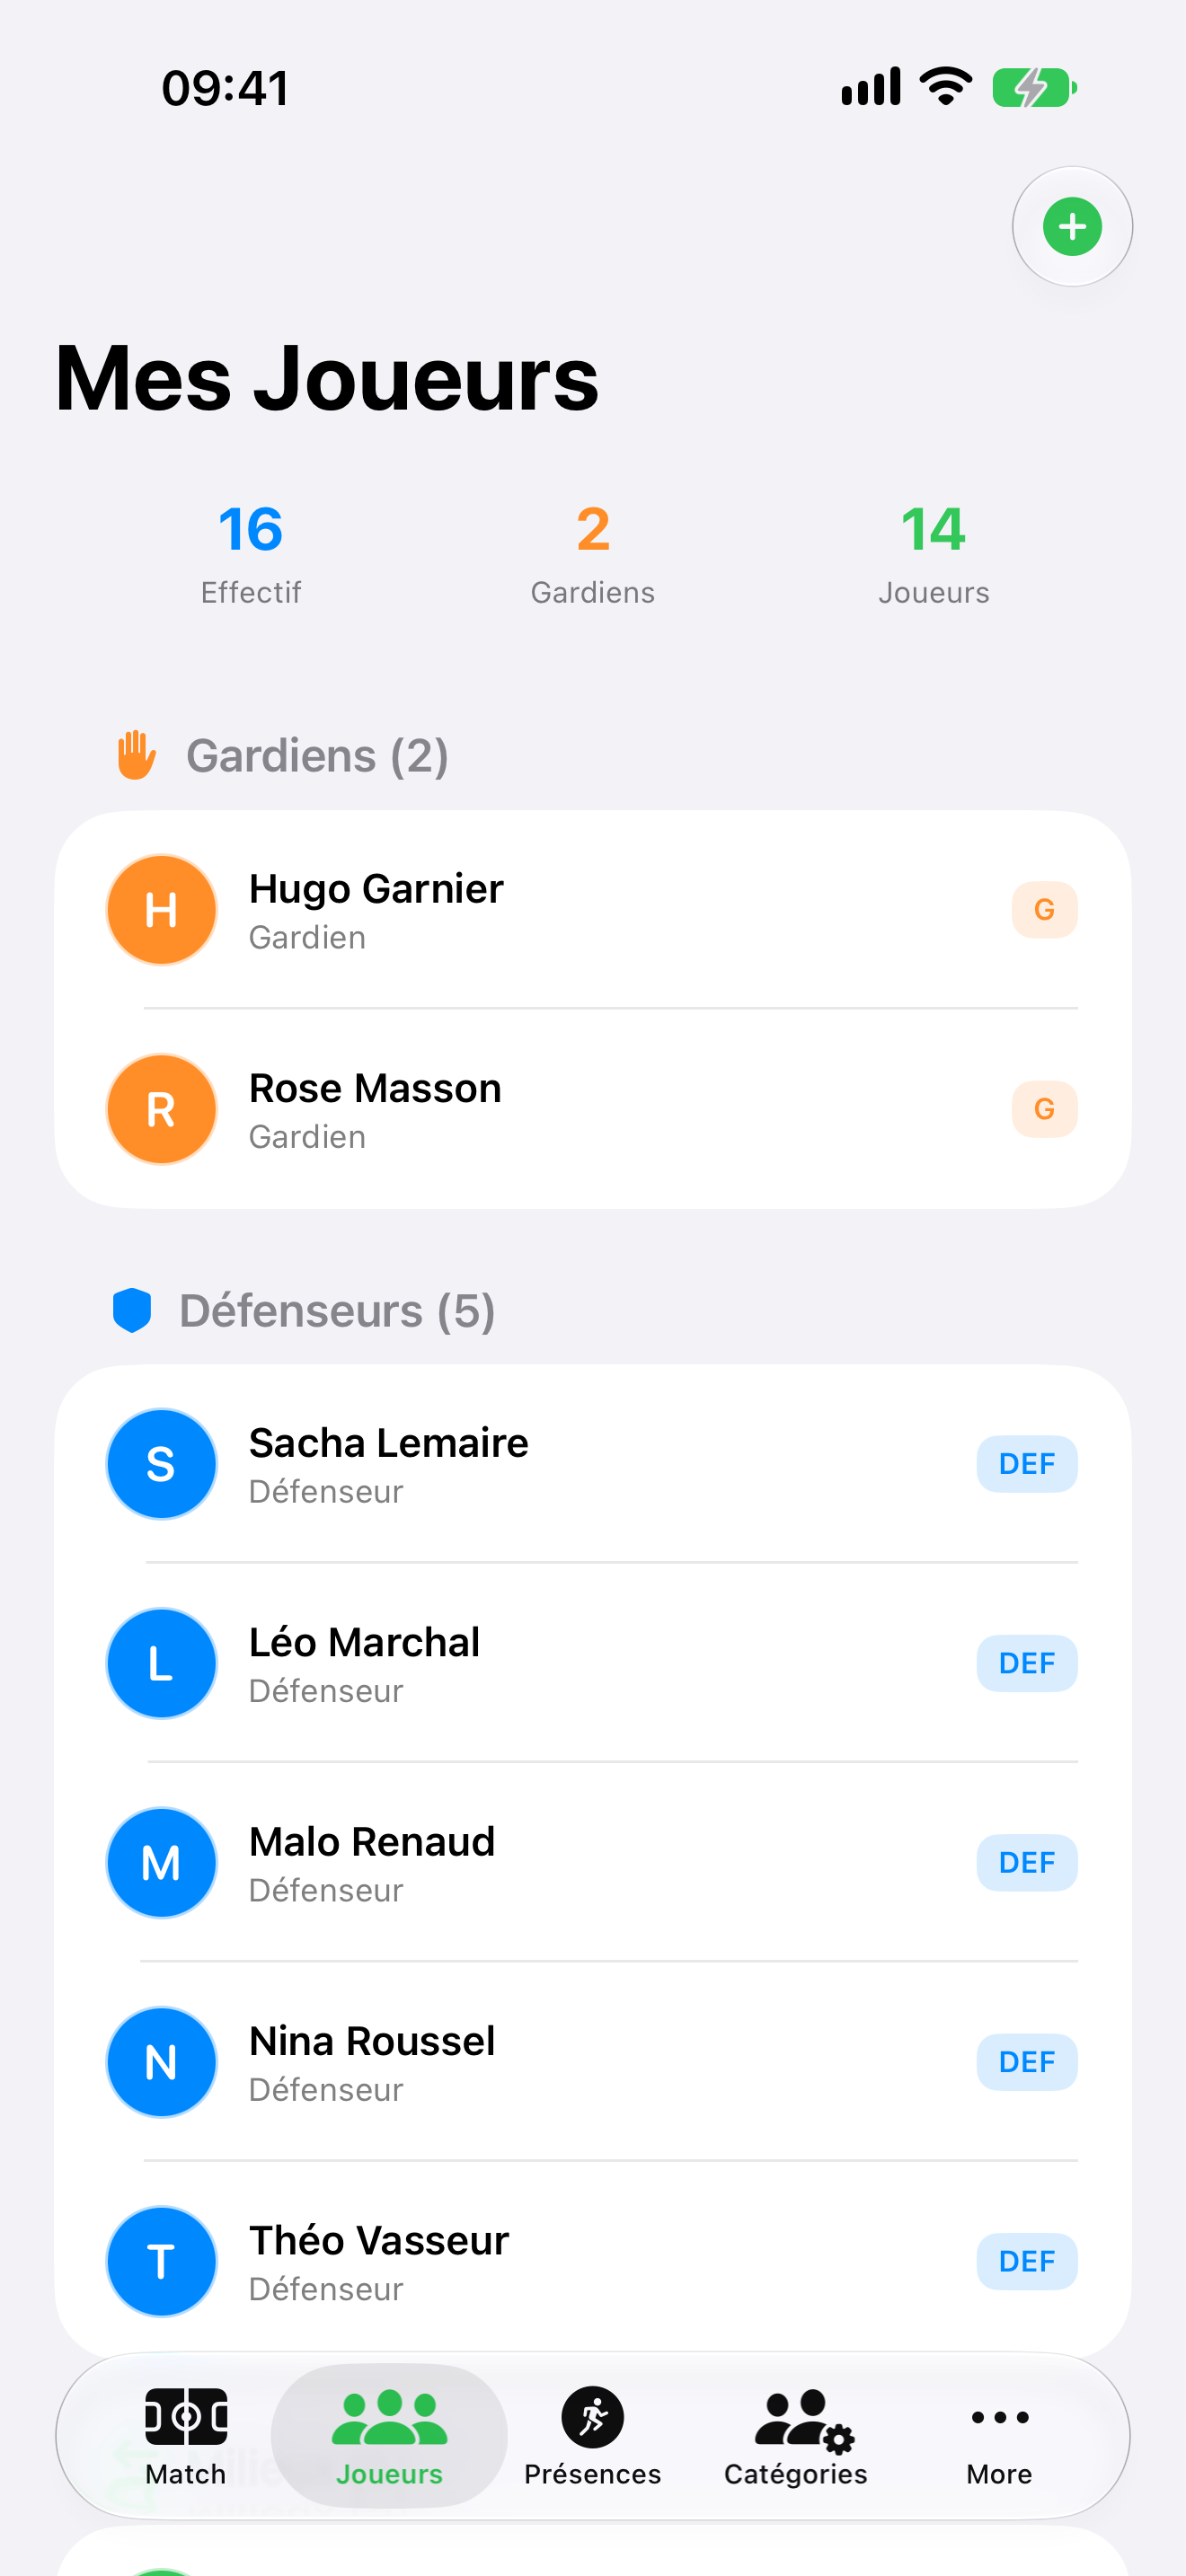 09:41
Mes Joueurs
16
2
14
Effectif
Gardiens
Joueurs
Gardiens (2)
H
Hugo Garnier
Gardien
G
R
Rose Masson
Gardien
G
Défenseurs (5)
S
Sacha Lemaire
Défenseur
DEF
L
Léo Marchal
Défenseur
DEF
M
Malo Renaud
Défenseur
DEF
N
Nina Roussel
Défenseur
DEF
T
Théo Vasseur
Défenseur
DEF
Match
Joueurs
Présences
Catégories
More